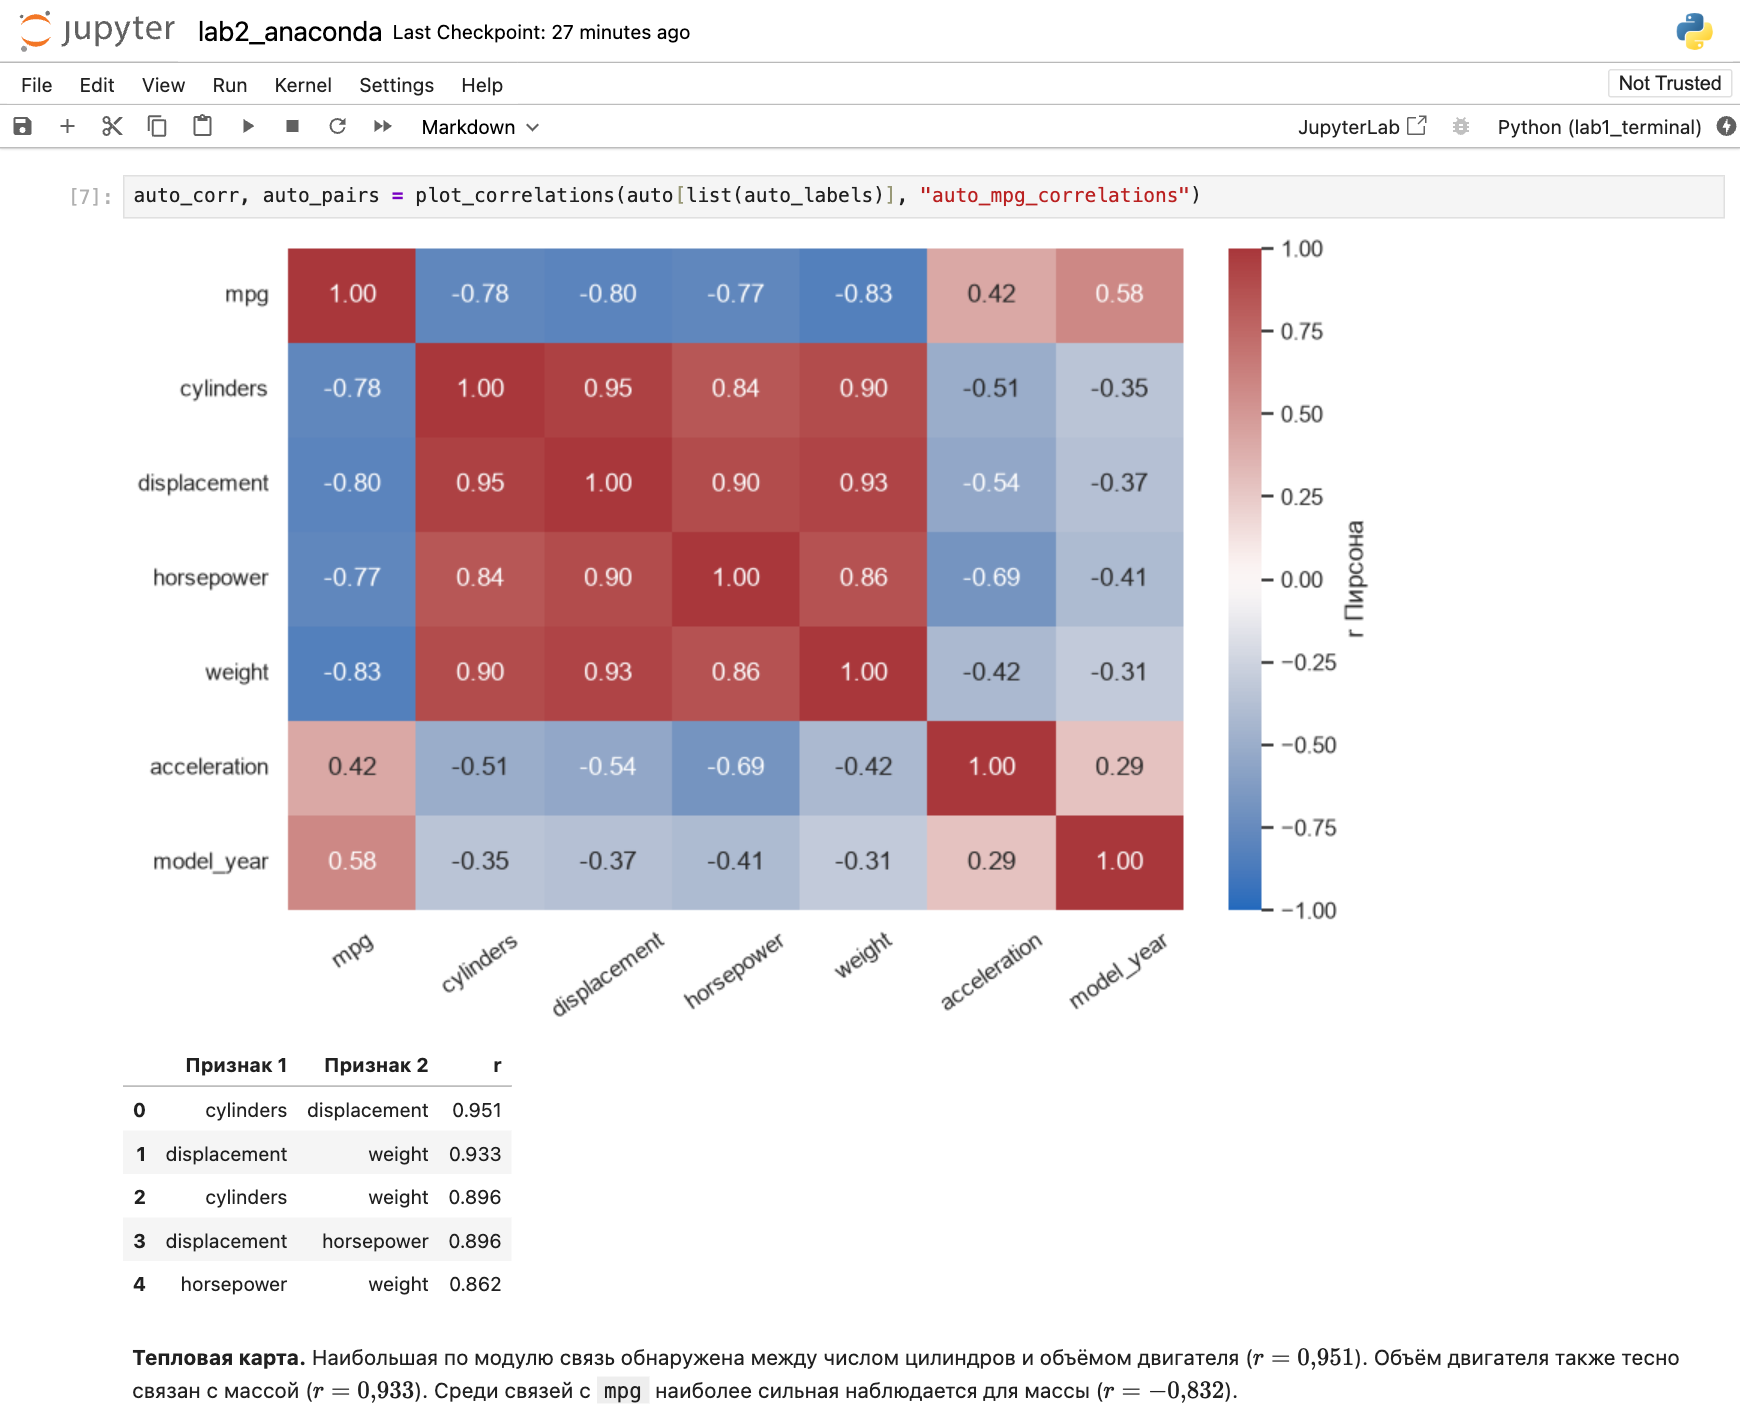 jupyter lab2_anaconda Last Checkpoint: 27 minutes ago
File Edit View Run Kernel Settings Help Not Trusted
Markdown JupyterLab Python (lab1_terminal)
[7]: auto_corr, auto_pairs = plot_correlations(auto[list(auto_labels)], "auto_mpg_correlations")
mpg 1.00 -0.78 -0.80 -0.77 -0.83 0.42 0.58
cylinders -0.78 1.00 0.95 0.84 0.90 -0.51 -0.35
displacement -0.80 0.95 1.00 0.90 0.93 -0.54 -0.37
horsepower -0.77 0.84 0.90 1.00 0.86 -0.69 -0.41
weight -0.83 0.90 0.93 0.86 1.00 -0.42 -0.31
acceleration 0.42 -0.51 -0.54 -0.69 -0.42 1.00 0.29
model_year 0.58 -0.35 -0.37 -0.41 -0.31 0.29 1.00
mpg cylinders displacement horsepower weight acceleration model_year
1.00
0.75
0.50
0.25
0.00
−0.25
−0.50
−0.75
−1.00
r Пирсона
Признак 1 Признак 2 r
0 cylinders displacement 0.951
1 displacement weight 0.933
2 cylinders weight 0.896
3 displacement horsepower 0.896
4 horsepower weight 0.862
Тепловая карта. Наибольшая по модулю связь обнаружена между числом цилиндров и объёмом двигателя (r = 0,951). Объём двигателя также тесно
связан с массой (r = 0,933). Среди связей с mpg наиболее сильная наблюдается для массы (r = −0,832).